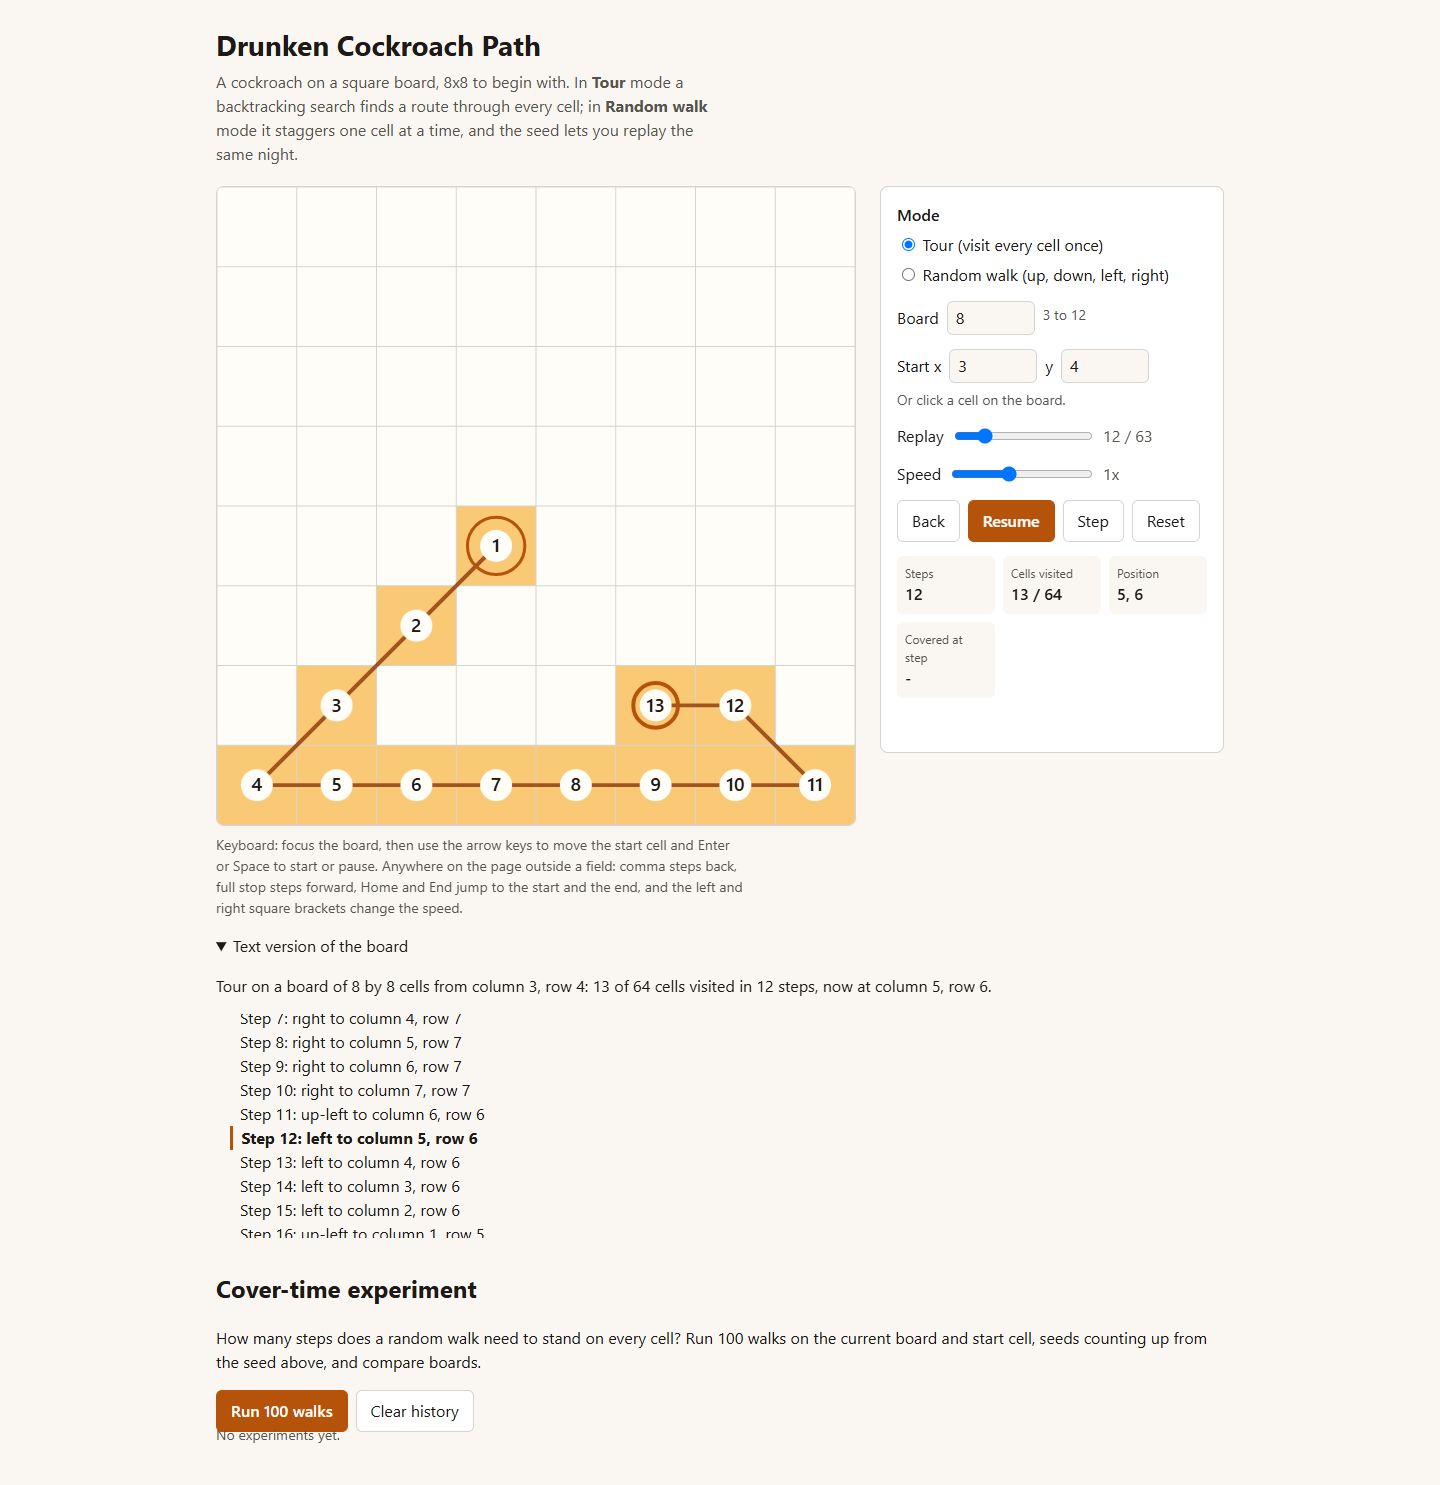 Drunken Cockroach Path
A cockroach on a square board, 8x8 to begin with. In Tour mode a
backtracking search finds a route through every cell; in Random walk
mode it staggers one cell at a time, and the seed lets you replay the
same night.
1
2
3
13
12
4
5
6
7
8
9
10
11
Mode
Tour (visit every cell once)
Random walk (up, down, left, right)
Board 8 3 to 12
Start x 3 y 4
Or click a cell on the board.
Replay 12 / 63
Speed 1x
Back Resume Step Reset
Steps
12
Cells visited
13 / 64
Position
5, 6
Covered at
step
-
Keyboard: focus the board, then use the arrow keys to move the start cell and Enter
or Space to start or pause. Anywhere on the page outside a field: comma steps back,
full stop steps forward, Home and End jump to the start and the end, and the left and
right square brackets change the speed.
Text version of the board
Tour on a board of 8 by 8 cells from column 3, row 4: 13 of 64 cells visited in 12 steps, now at column 5, row 6.
Step 7: right to column 4, row 7
Step 8: right to column 5, row 7
Step 9: right to column 6, row 7
Step 10: right to column 7, row 7
Step 11: up-left to column 6, row 6
Step 12: left to column 5, row 6
Step 13: left to column 4, row 6
Step 14: left to column 3, row 6
Step 15: left to column 2, row 6
Step 16: up-left to column 1, row 5
Cover-time experiment
How many steps does a random walk need to stand on every cell? Run 100 walks on the current board and start cell, seeds counting up from
the seed above, and compare boards.
Run 100 walks Clear history
No experiments yet.